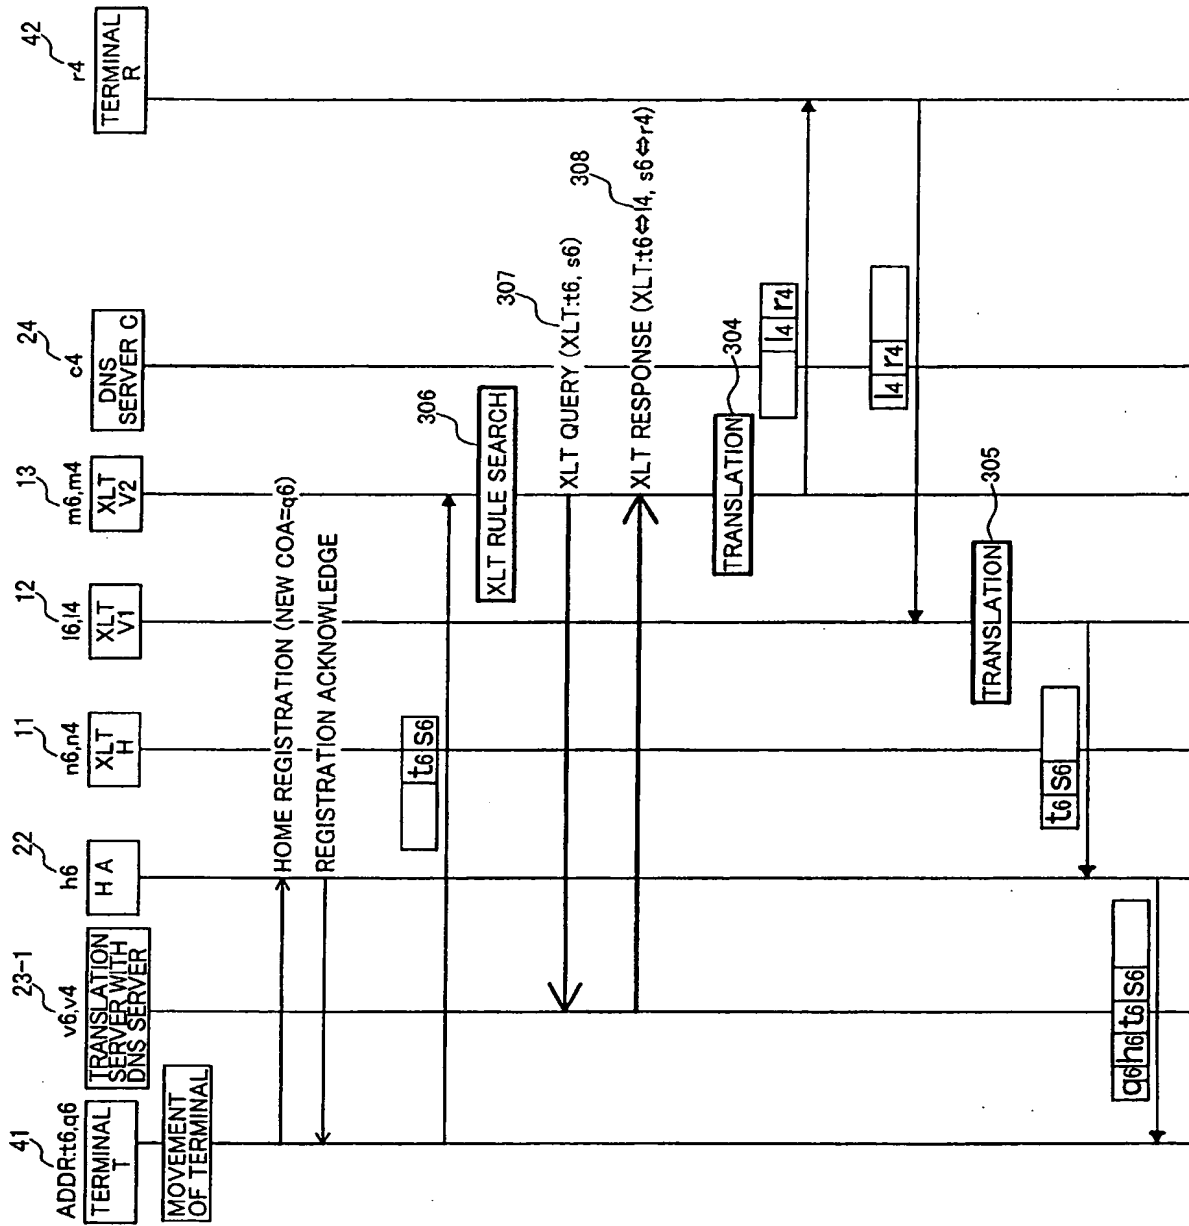 41
ADDR:t6,q6
TERMINAL
T
23-1
v6,v4
TRANSLATION
SERVER WITH
DNS SERVER
22
h6
H A
11
n6,n4
XLT
H
12
l6,l4
XLT
V1
13
m6,m4
XLT
V2
24
c4
DNS
SERVER C
42
r4
TERMINAL
R
MOVEMENT
OF TERMINAL
HOME REGISTRATION (NEW COA=q6)
REGISTRATION ACKNOWLEDGE
t6 s6
306
XLT RULE SEARCH
307
XLT QUERY (XLT:t6, s6)
308
XLT RESPONSE (XLT:t6⇔l4, s6⇔r4)
304
TRANSLATION
l4 r4
l4 r4
305
TRANSLATION
t6 s6
q6 h6 t6 s6